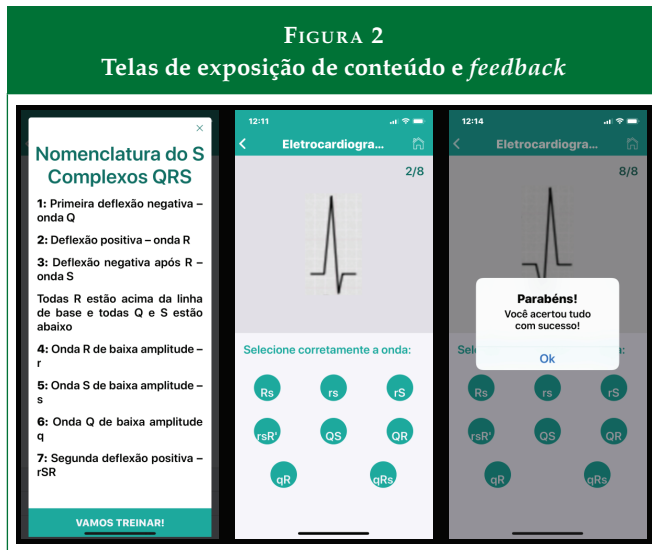 FIGURA 2
Telas de exposição de conteúdo e feedback
×
Nomenclatura do S
Complexos QRS
1: Primeira deflexão negativa –
onda Q
2: Deflexão positiva – onda R
3: Deflexão negativa após R –
onda S
Todas R estão acima da linha
de base e todas Q e S estão
abaixo
4: Onda R de baixa amplitude –
r
5: Onda S de baixa amplitude –
s
6: Onda Q de baixa amplitude
q
7: Segunda deflexão positiva –
rSR
VAMOS TREINAR!
12:11
Eletrocardiogra...
2/8
Selecione corretamente a onda:
Rs rs rS
rsR' QS QR
qR qRs
12:14
Eletrocardiogra...
8/8
Parabéns!
Você acertou tudo
com sucesso!
Ok
Sel a:
Rs rs rS
rsR' QS QR
qR qRs